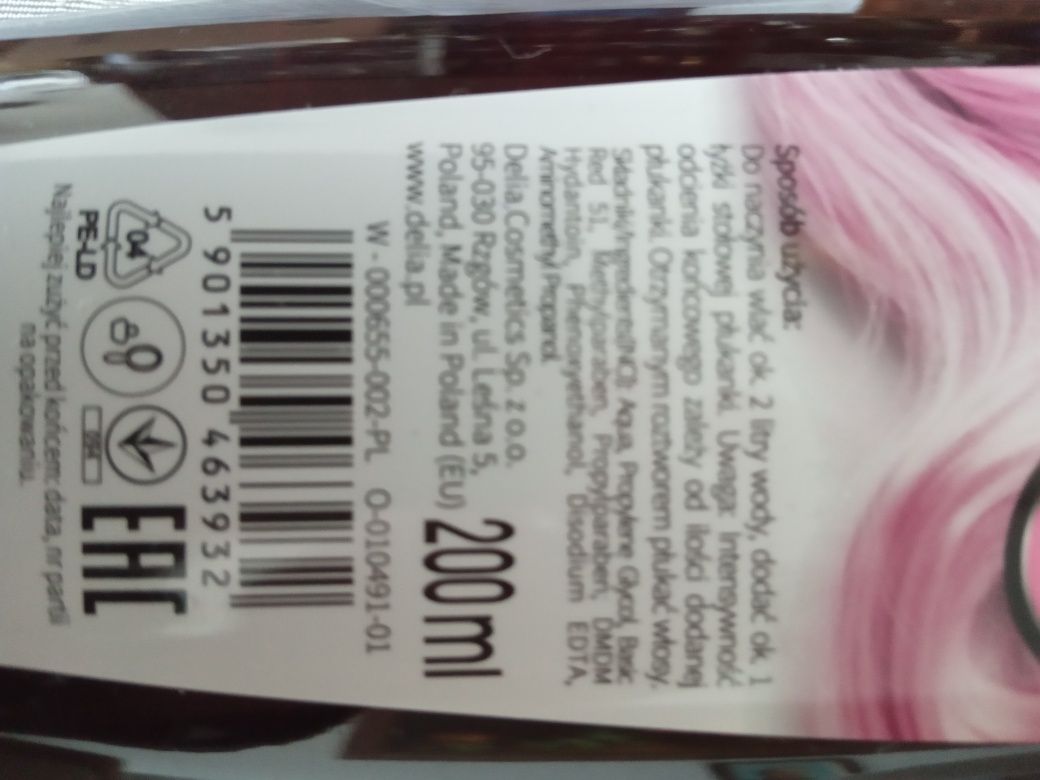 Sposób użycia:
Do naczynia wlać ok. 2 litry wody, dodać ok. 1
łyżki stołowej płukanki. Uwaga: Intensywność
odcienia końcowego zależy od ilości dodanej
płukanki. Otrzymanym roztworem płukać włosy.
Składniki/Ingredients(INCI): Aqua, Propylene Glycol, Basic
Red 51, Methylparaben, Propylparaben, DMDM
Hydantoin, Phenoxyethanol, Disodium EDTA,
Aminomethyl Propanol.
Delia Cosmetics Sp. z o.o.
95-030 Rzgów, ul. Leśna 5,
Poland, Made in Poland (EU)
www.delia.pl
200 ml
W - 000655-002-PL O-010491-01
5 901350 463932
04
PE-LD
EAC
Najlepiej zużyć przed końcem: data, nr partii
na opakowaniu.